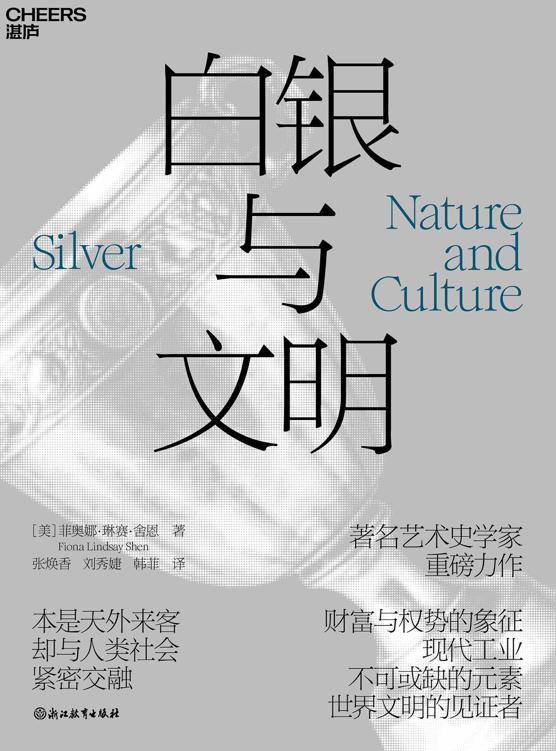 CHEERS
湛庐
白银
与
文明
Silver
Nature
and
Culture
[美]菲奥娜·琳赛·舍恩 著
Fiona Lindsay Shen
张焕香 刘秀婕 韩菲 译
著名艺术史学家
重磅力作
本是天外来客
却与人类社会
紧密交融
财富与权势的象征
现代工业
不可或缺的元素
世界文明的见证者
浙江教育出版社